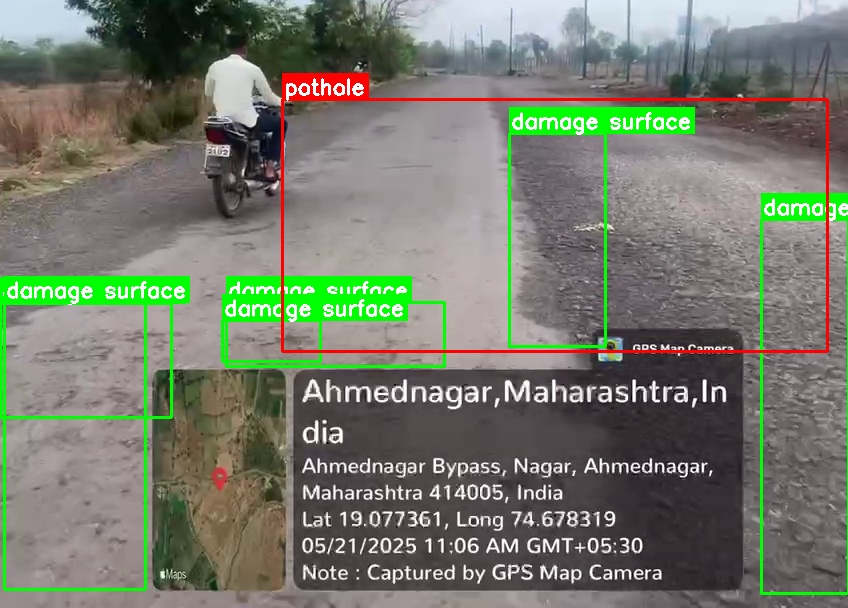 pothole
damage surface
damage
damage surface
damage surface
damage surface
GPS Map Camera
Ahmednagar,Maharashtra,In
dia
Ahmednagar Bypass, Nagar, Ahmednagar,
Maharashtra 414005, India
Lat 19.077361, Long 74.678319
05/21/2025 11:06 AM GMT+05:30
Note : Captured by GPS Map Camera
Maps